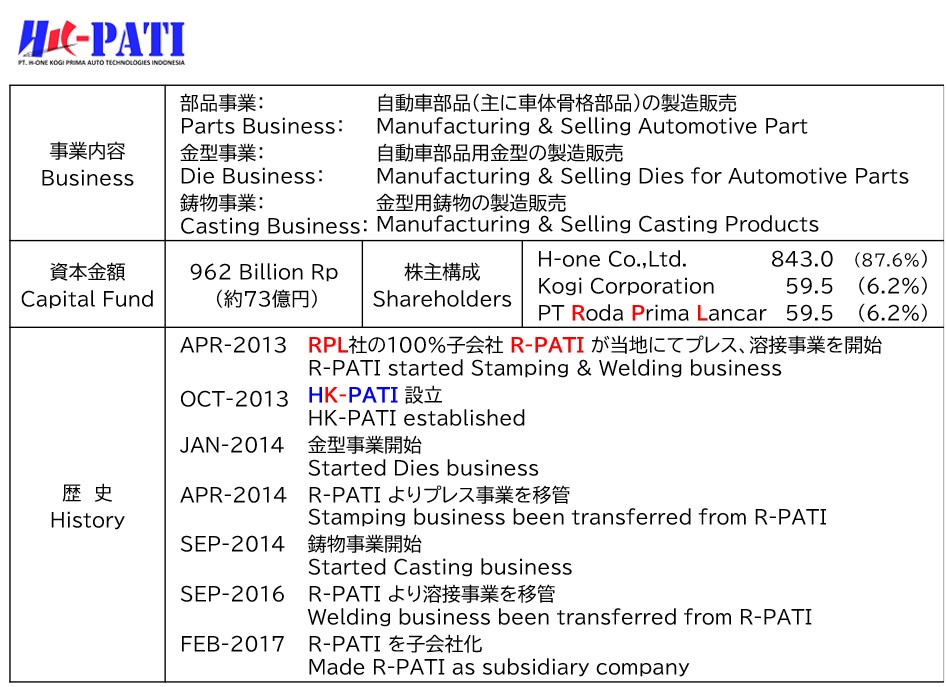 HK-PATI
PT. H-ONE KOGI PRIMA AUTO TECHNOLOGIES INDONESIA
事業内容
Business
部品事業： 自動車部品（主に車体骨格部品）の製造販売
Parts Business： Manufacturing & Selling Automotive Part
金型事業： 自動車部品用金型の製造販売
Die Business： Manufacturing & Selling Dies for Automotive Parts
鋳物事業： 金型用鋳物の製造販売
Casting Business： Manufacturing & Selling Casting Products
資本金額
Capital Fund
962 Billion Rp
（約73億円）
株主構成
Shareholders
H-one Co.,Ltd. 843.0 （87.6%）
Kogi Corporation 59.5 （6.2%）
PT Roda Prima Lancar 59.5 （6.2%）
歴 史
History
APR-2013 RPL社の100%子会社 R-PATI が当地にてプレス、溶接事業を開始
R-PATI started Stamping & Welding business
OCT-2013 HK-PATI 設立
HK-PATI established
JAN-2014 金型事業開始
Started Dies business
APR-2014 R-PATI よりプレス事業を移管
Stamping business been transferred from R-PATI
SEP-2014 鋳物事業開始
Started Casting business
SEP-2016 R-PATI より溶接事業を移管
Welding business been transferred from R-PATI
FEB-2017 R-PATI を子会社化
Made R-PATI as subsidiary company